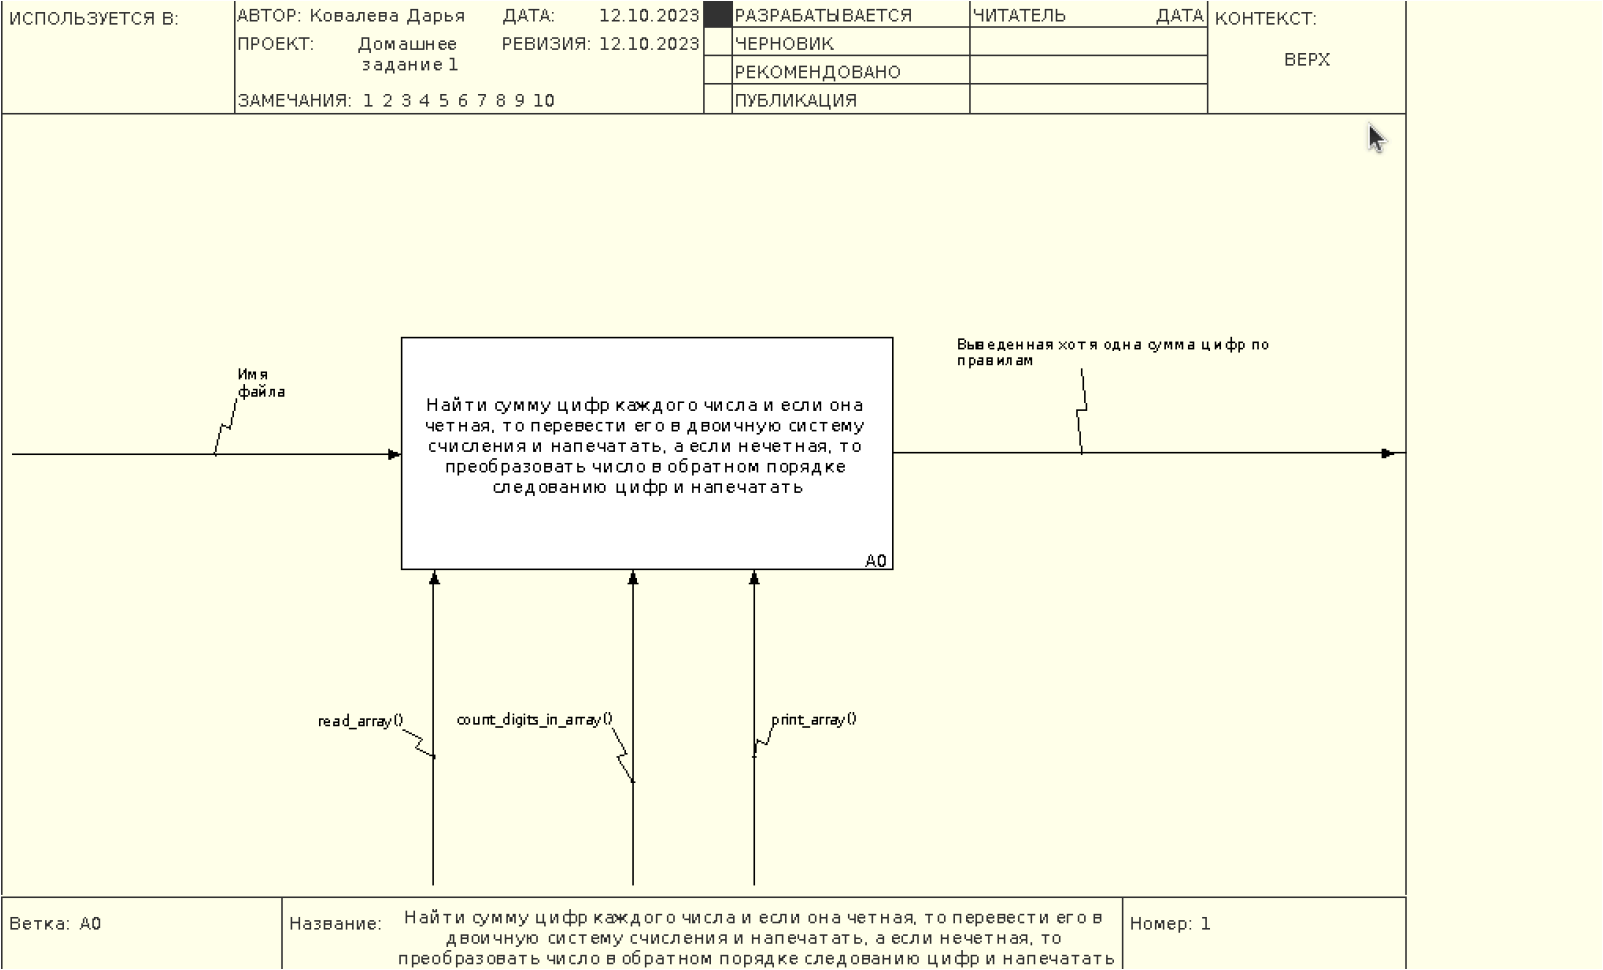 ИСПОЛЬЗУЕТСЯ В:
АВТОР: Ковалева Дарья
ДАТА: 12.10.2023
ПРОЕКТ: Домашнее
задание 1
РЕВИЗИЯ: 12.10.2023
ЗАМЕЧАНИЯ: 1 2 3 4 5 6 7 8 9 10
РАЗРАБАТЫВАЕТСЯ
ЧЕРНОВИК
РЕКОМЕНДОВАНО
ПУБЛИКАЦИЯ
ЧИТАТЕЛЬ ДАТА
КОНТЕКСТ:
ВЕРХ
Имя
файла
Найти сумму цифр каждого числа и если она
четная, то перевести его в двоичную систему
счисления и напечатать, а если нечетная, то
преобразовать число в обратном порядке
следованию цифр и напечатать
A0
Выведенная хотя одна сумма цифр по
правилам
read_array()
count_digits_in_array()
print_array()
Ветка: A0
Название:
Найти сумму цифр каждого числа и если она четная, то перевести его в
двоичную систему счисления и напечатать, а если нечетная, то
преобразовать число в обратном порядке следованию цифр и напечатать
Номер: 1